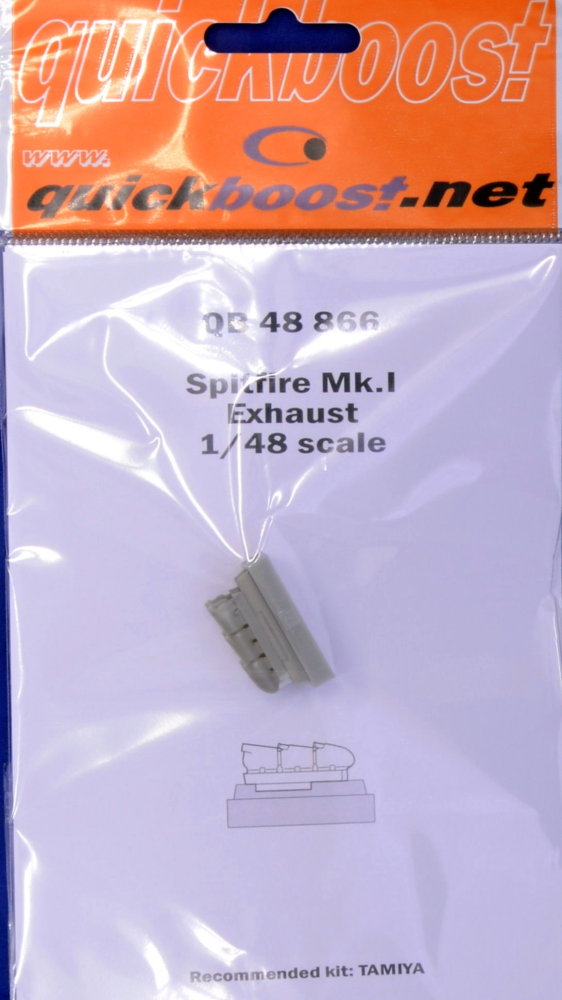 quickboost
www.
quickboost.net
QB 48 866
Spitfire Mk.I
Exhaust
1/48 scale
Recommended kit: TAMIYA